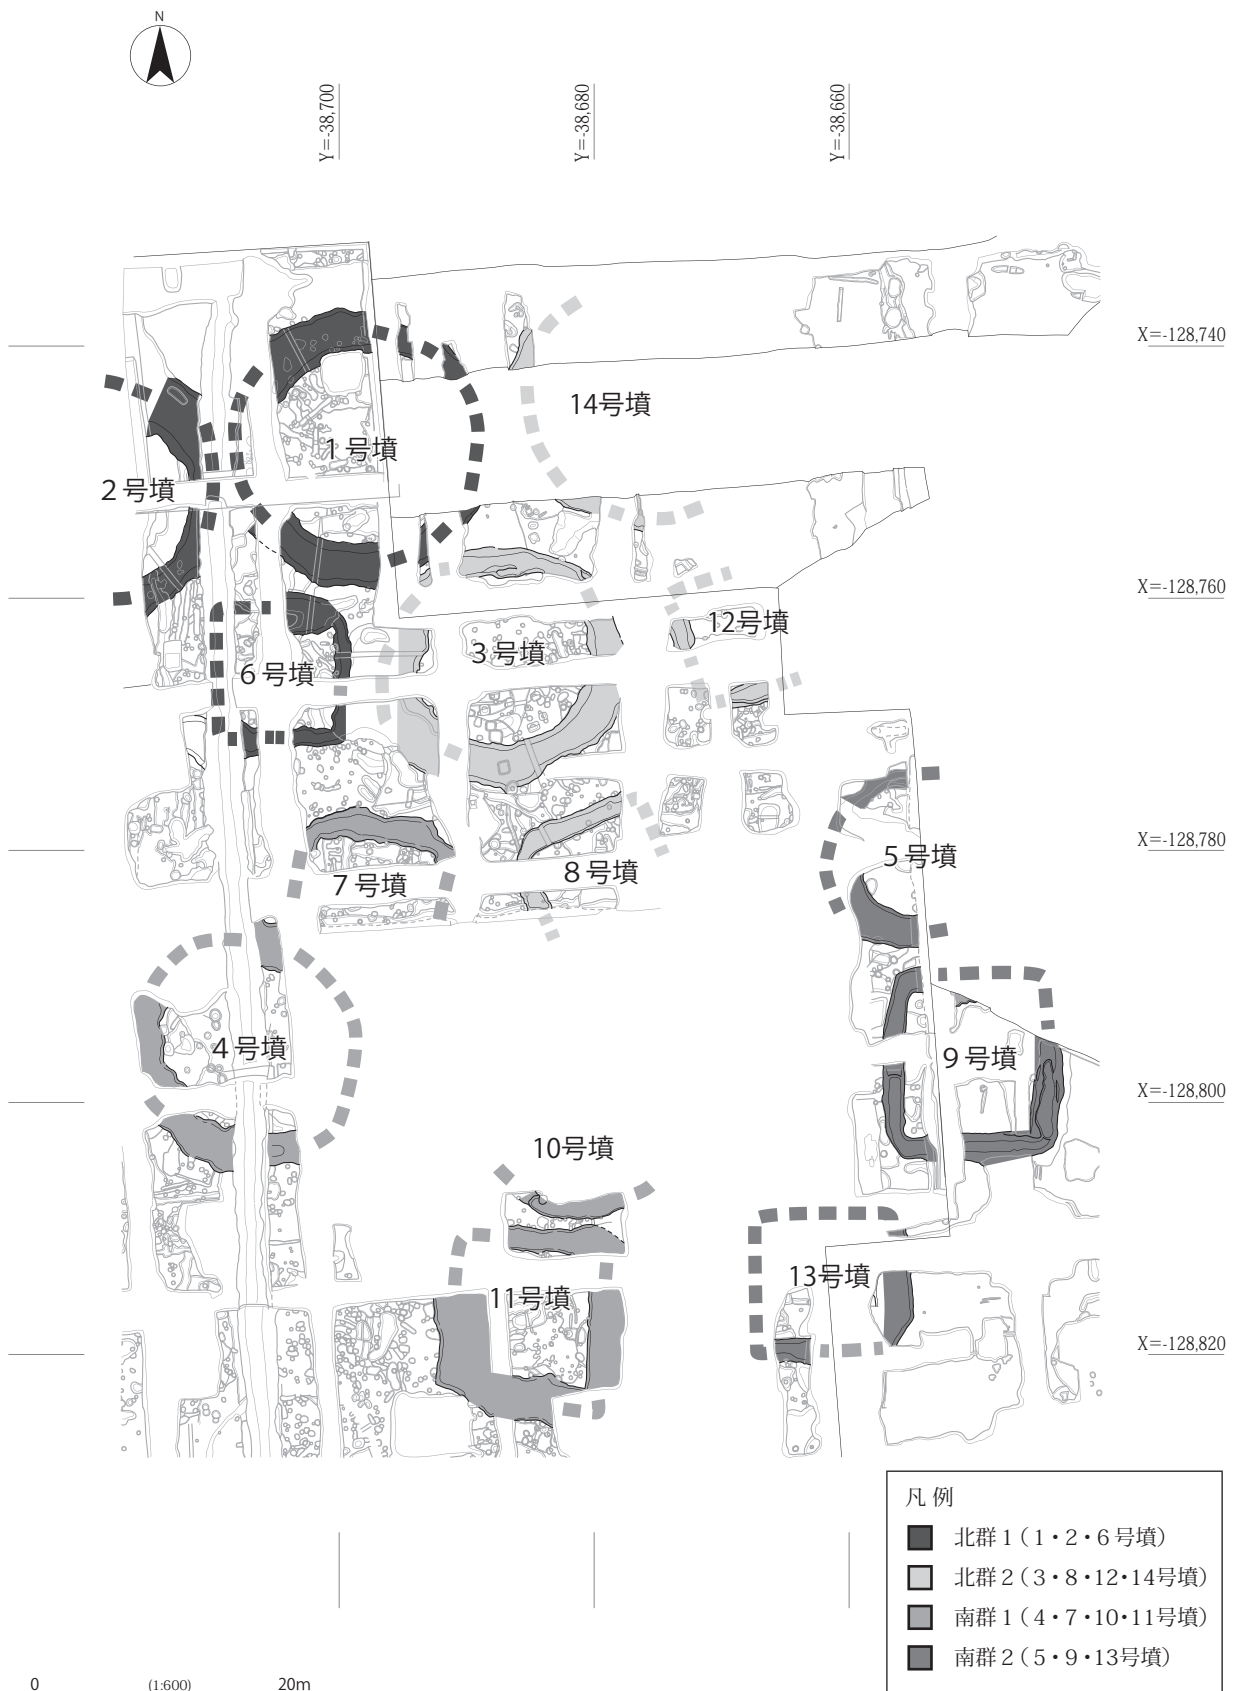 N
Y=-38,700
Y=-38,680
Y=-38,660
X=-128,740
14号墳
1号墳
2号墳
X=-128,760
12号墳
3号墳
6号墳
X=-128,780
5号墳
8号墳
7号墳
4号墳
9号墳
X=-128,800
10号墳
13号墳
11号墳
X=-128,820
凡例
北群1(1・2・6号墳)
北群2(3・8・12・14号墳)
南群1(4・7・10・11号墳)
南群2(5・9・13号墳)
0 (1:600) 20m